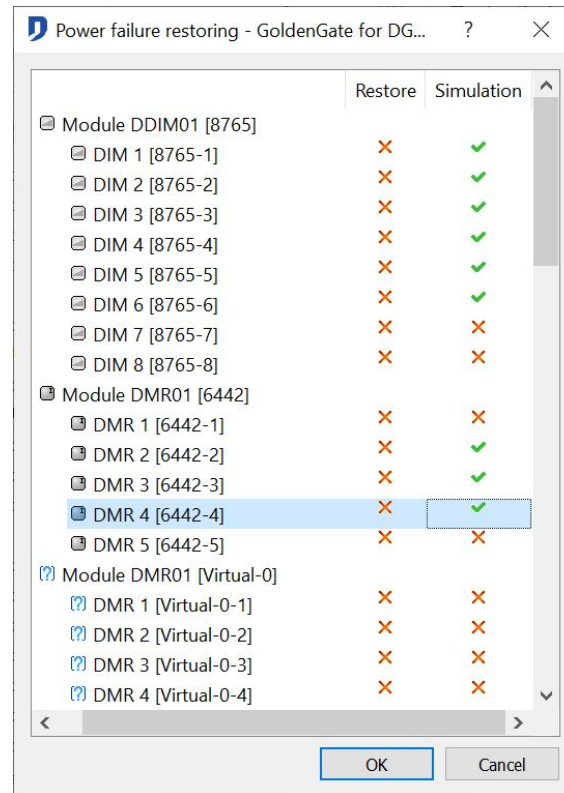 Power failure restoring - GoldenGate for DG... ?
Restore Simulation
Module DDIM01 [8765]
DIM 1 [8765-1]
DIM 2 [8765-2]
DIM 3 [8765-3]
DIM 4 [8765-4]
DIM 5 [8765-5]
DIM 6 [8765-6]
DIM 7 [8765-7]
DIM 8 [8765-8]
Module DMR01 [6442]
DMR 1 [6442-1]
DMR 2 [6442-2]
DMR 3 [6442-3]
DMR 4 [6442-4]
DMR 5 [6442-5]
[?] Module DMR01 [Virtual-0]
[?] DMR 1 [Virtual-0-1]
[?] DMR 2 [Virtual-0-2]
[?] DMR 3 [Virtual-0-3]
[?] DMR 4 [Virtual-0-4]
OK Cancel